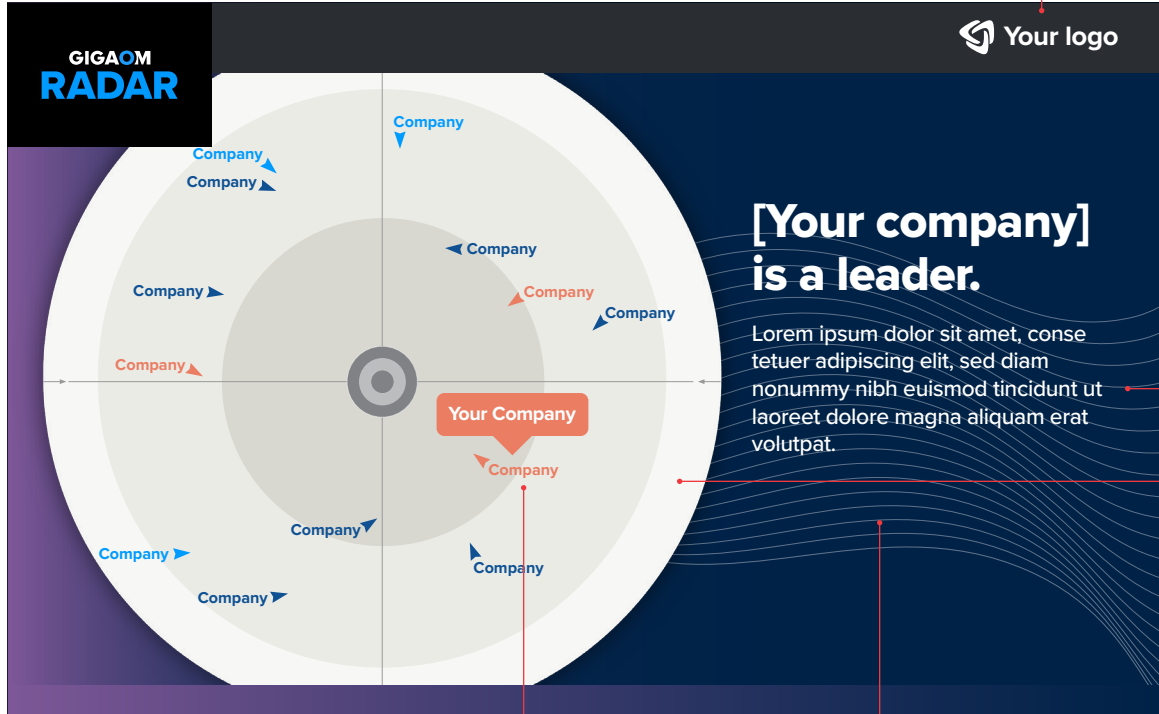 GIGAOM
RADAR
Your logo
Company
Company
Company
Company
Company
Company
Company
Company
Your Company
Company
Company
Company
Company
Company
[Your company]
is a leader.
Lorem ipsum dolor sit amet, conse
tetuer adipiscing elit, sed diam
nonummy nibh euismod tincidunt ut
laoreet dolore magna aliquam erat
volutpat.